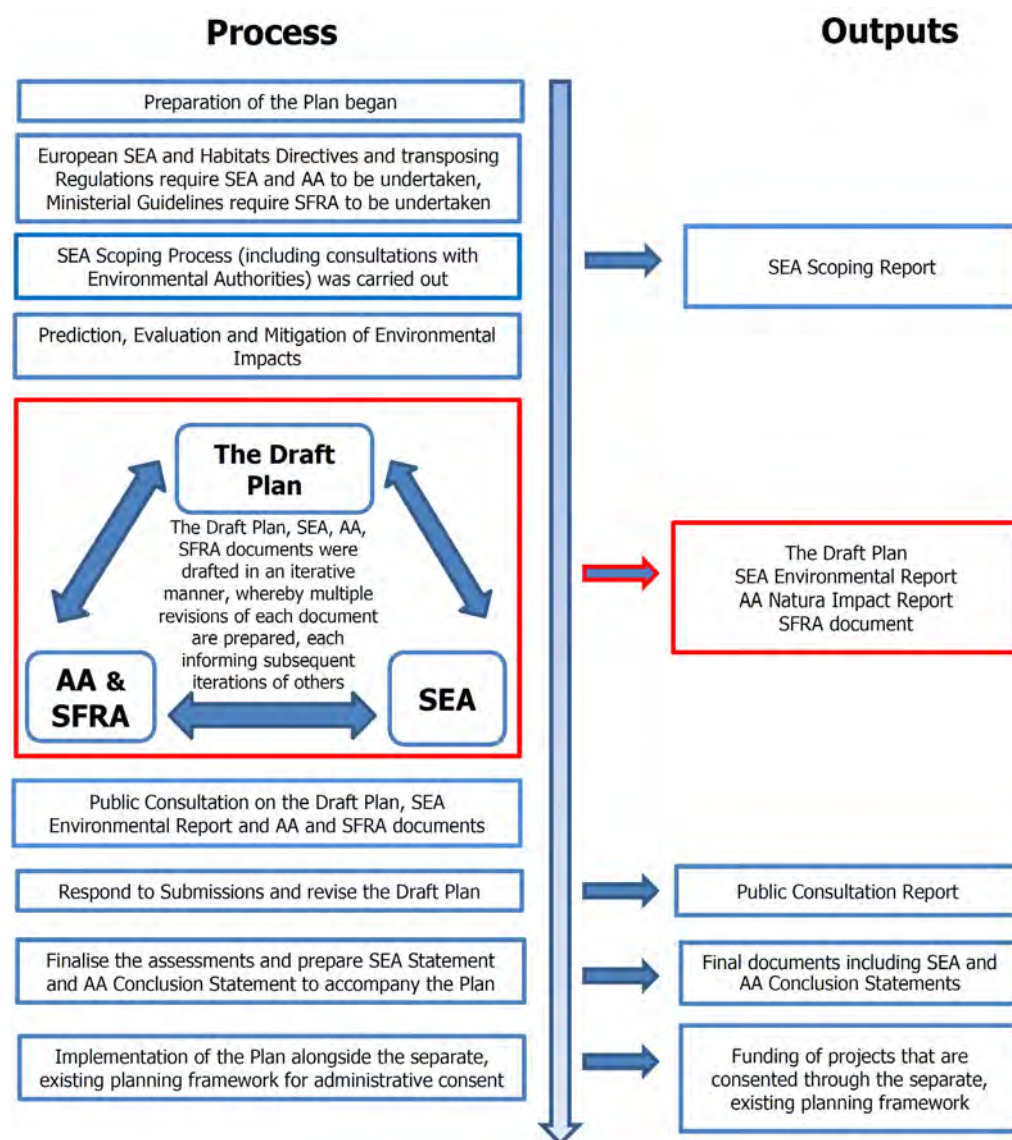 Process
Outputs
Preparation of the Plan began
European SEA and Habitats Directives and transposing
Regulations require SEA and AA to be undertaken,
Ministerial Guidelines require SFRA to be undertaken
SEA Scoping Process (including consultations with
Environmental Authorities) was carried out
SEA Scoping Report
Prediction, Evaluation and Mitigation of Environmental
Impacts
The Draft
Plan
The Draft Plan, SEA, AA,
SFRA documents were
drafted in an iterative
manner, whereby multiple
revisions of each document
are prepared, each
informing subsequent
iterations of others
AA &
SFRA
SEA
The Draft Plan
SEA Environmental Report
AA Natura Impact Report
SFRA document
Public Consultation on the Draft Plan, SEA
Environmental Report and AA and SFRA documents
Respond to Submissions and revise the Draft Plan
Public Consultation Report
Finalise the assessments and prepare SEA Statement
and AA Conclusion Statement to accompany the Plan
Final documents including SEA and
AA Conclusion Statements
Implementation of the Plan alongside the separate,
existing planning framework for administrative consent
Funding of projects that are
consented through the separate,
existing planning framework